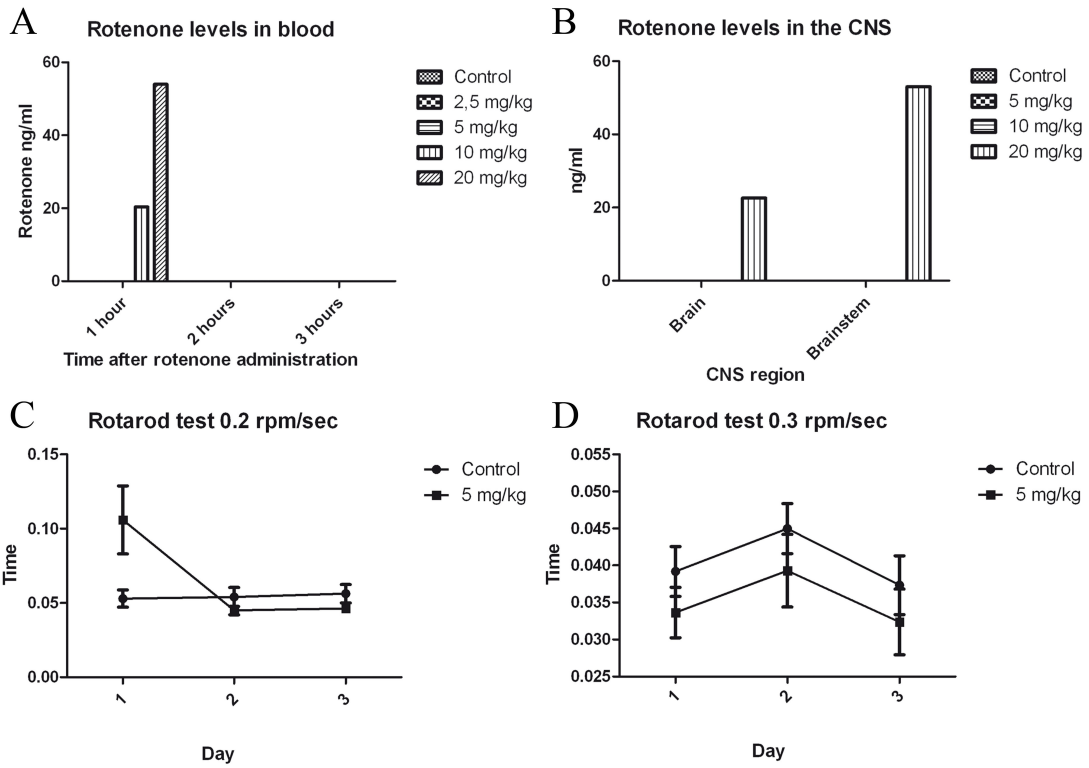 A
Rotenone levels in blood
60
40
20
0
Rotenone ng/ml
1 hour
2 hours
3 hours
Time after rotenone administration
Control
2,5 mg/kg
5 mg/kg
10 mg/kg
20 mg/kg
B
Rotenone levels in the CNS
60
40
20
0
ng/ml
Brain
Brainstem
CNS region
Control
5 mg/kg
10 mg/kg
20 mg/kg
C
Rotarod test 0.2 rpm/sec
0.15
0.10
0.05
0.00
Time
1
2
3
Day
Control
5 mg/kg
D
Rotarod test 0.3 rpm/sec
0.055
0.050
0.045
0.040
0.035
0.030
0.025
Time
1
2
3
Day
Control
5 mg/kg